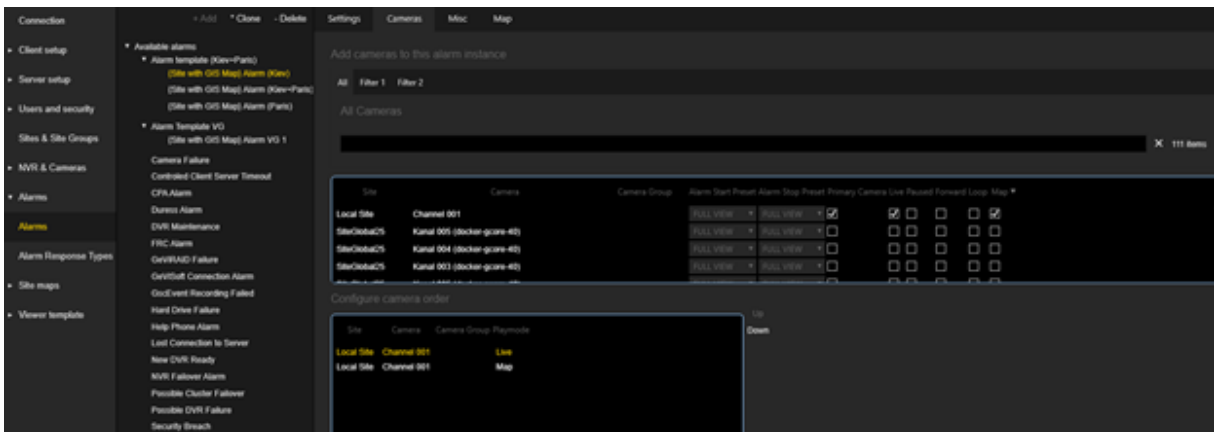 Connection
Client setup
Server setup
Users and security
Sites & Site Groups
NVR & Cameras
Alarms
Alarms
Alarm Response Types
Site maps
Viewer template
+ Add * Clone - Delete
Available alarms
Alarm template (Kiev+Paris)
(Site with GIS Map) Alarm (Kiev)
(Site with GIS Map) Alarm (Kiev+Paris)
(Site with GIS Map) Alarm (Paris)
Alarm Template VG
(Site with GIS Map) Alarm VG 1
Camera Failure
Controled Client Server Timeout
CPA Alarm
Duress Alarm
DVR Maintenance
FRC Alarm
GeViRAID Failure
GeVitSoft Connection Alarm
GscEvent Recording Failed
Hard Drive Failure
Help Phone Alarm
Lost Connection to Server
New DVR Ready
NVR Failover Alarm
Possible Cluster Failover
Possible DVR Failure
Security Breach
Settings Cameras Misc Map
Add cameras to this alarm instance
All Filter 1 Filter 2
All Cameras
111 items
Site Camera Camera Group Alarm Start Preset Alarm Stop Preset Primary Camera Live Paused Forward Loop Map
Local Site Channel 001 FULL VIEW FULL VIEW
SiteGlobal25 Kanal 005 (docker-gcore-40) FULL VIEW FULL VIEW
SiteGlobal25 Kanal 004 (docker-gcore-40) FULL VIEW FULL VIEW
SiteGlobal25 Kanal 003 (docker-gcore-40) FULL VIEW FULL VIEW
Configure camera order
Site Camera Camera Group Playmode
Local Site Channel 001 Live
Local Site Channel 001 Map
Up
Down